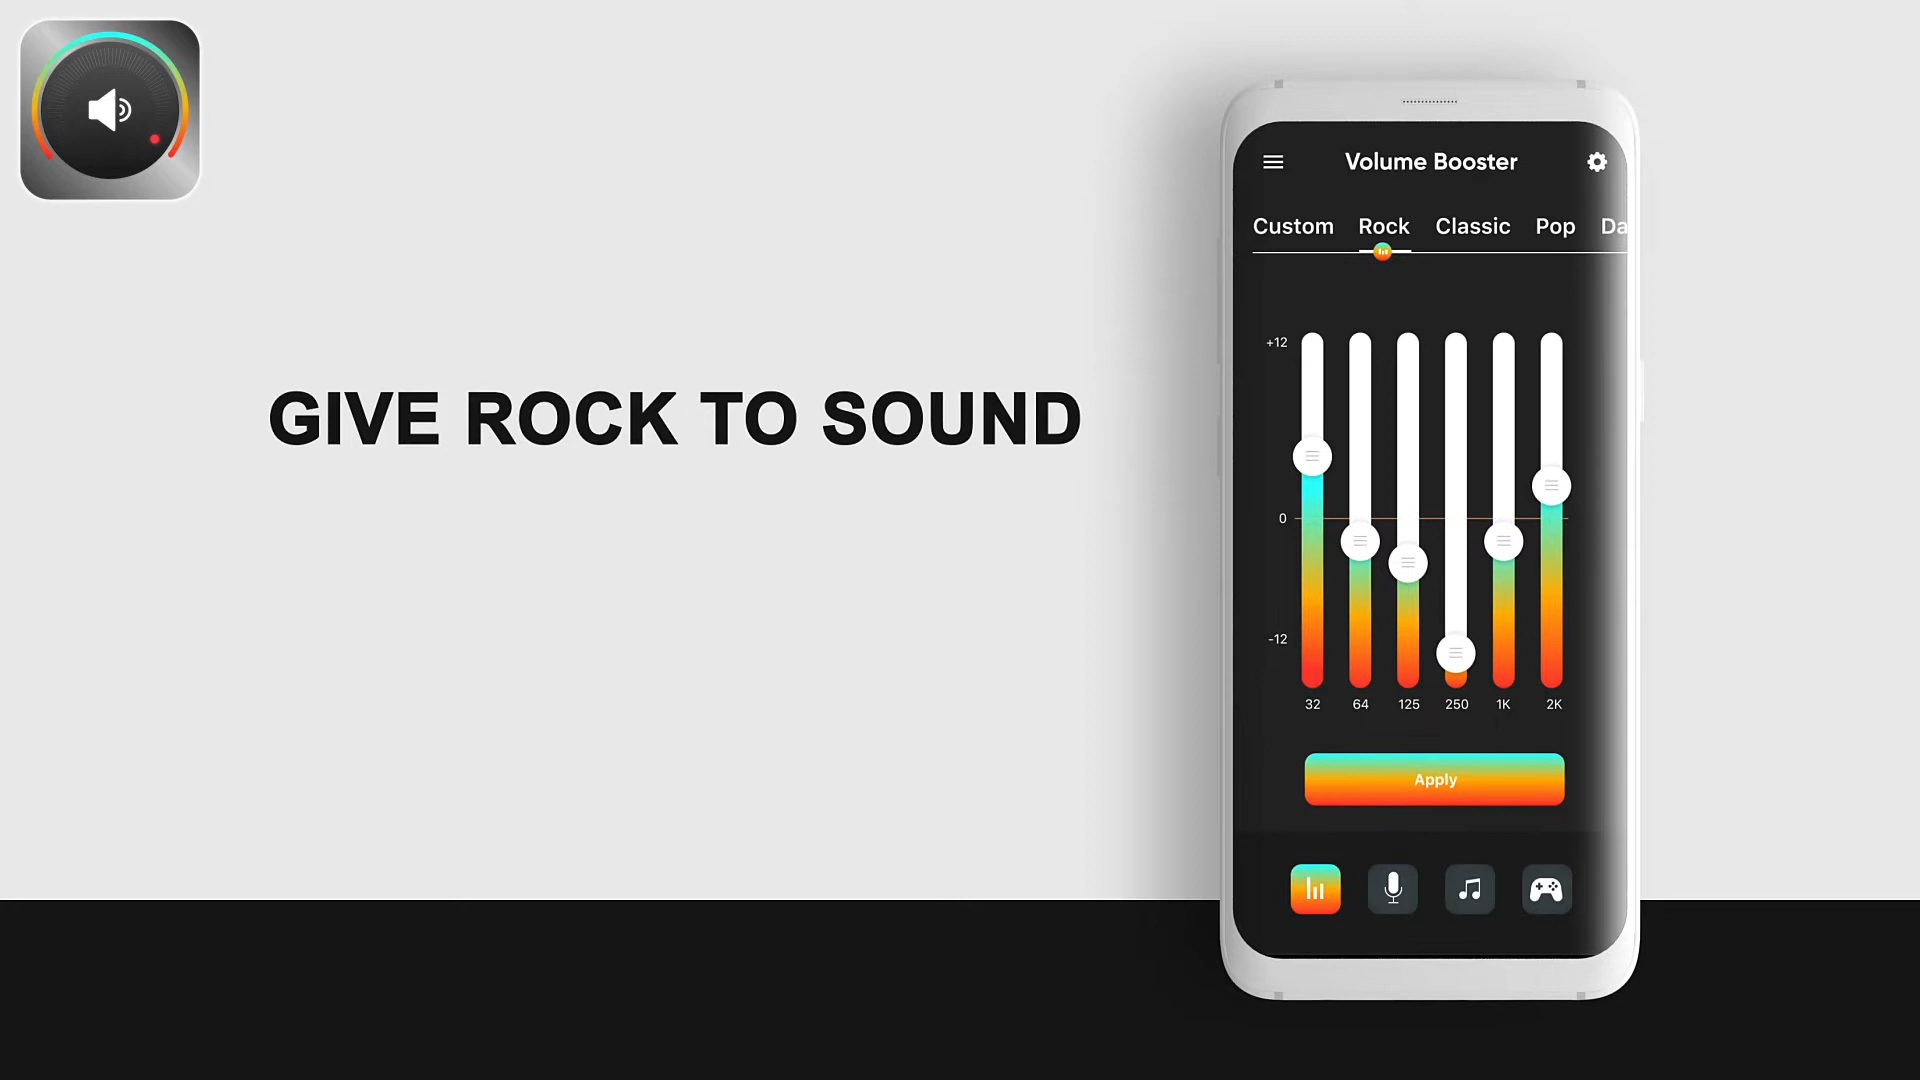 Volume Booster
Custom Rock Classic Pop Da
+12
GIVE ROCK TO SOUND
0
-12
32 64 125 250 1K 2K
Apply